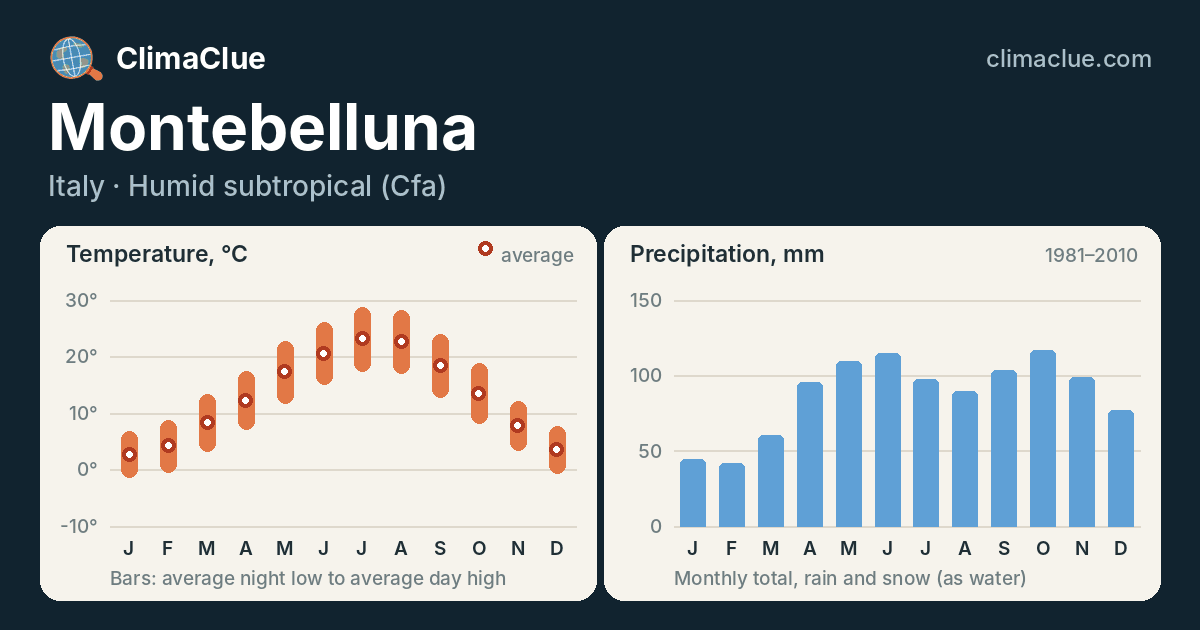 ClimaClue
climaclue.com
Montebelluna
Italy · Humid subtropical (Cfa)
Temperature, °C
average
30°
20°
10°
0°
-10°
J F M A M J J A S O N D
Bars: average night low to average day high
Precipitation, mm
1981–2010
150
100
50
0
J F M A M J J A S O N D
Monthly total, rain and snow (as water)